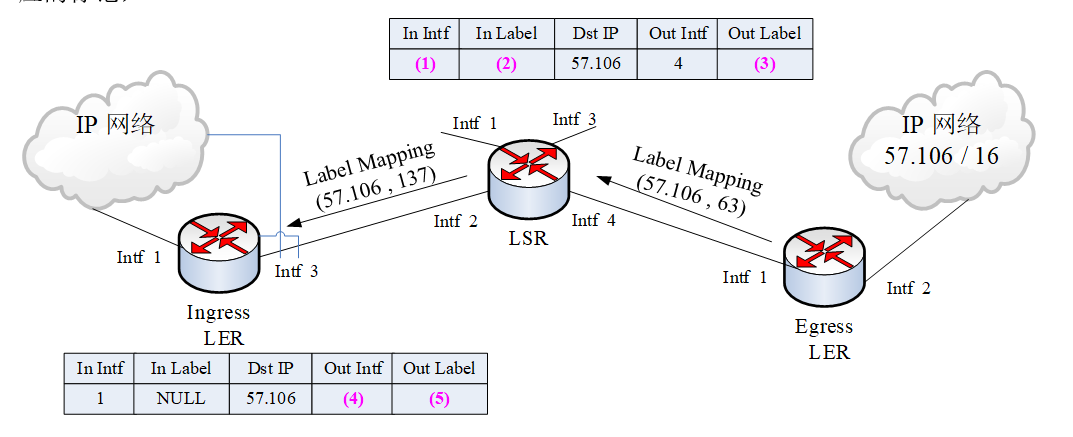 In Intf In Label Dst IP Out Intf Out Label
(1) (2) 57.106 4 (3)
IP 网络
Intf 1 Intf 3
IP 网络
57.106 / 16
Label Mapping
(57.106 , 137)
Label Mapping
(57.106 , 63)
Intf 2 Intf 4
LSR
Intf 1 Intf 3
Intf 1 Intf 2
Ingress
LER
Egress
LER
In Intf In Label Dst IP Out Intf Out Label
1 NULL 57.106 (4) (5)